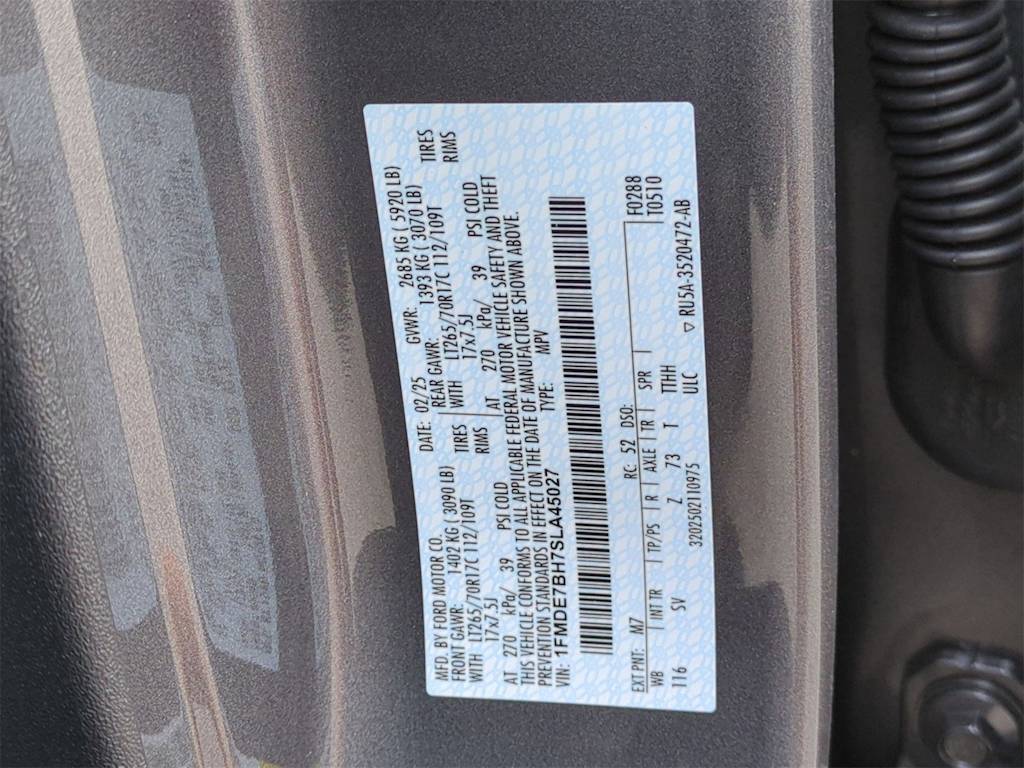 MFD. BY FORD MOTOR CO. DATE: 02/25 GVWR: 2685 KG ( 5920 LB)
FRONT GAWR: 1402 KG ( 3090 LB) REAR GAWR: 1393 KG ( 3070 LB)
WITH LT265/70R17C 112/109T TIRES WITH LT265/70R17C 112/109T TIRES
17x7.5J RIMS 17x7.5J RIMS
AT 270 kPa/ 39 PSI COLD AT 270 kPa/ 39 PSI COLD
THIS VEHICLE CONFORMS TO ALL APPLICABLE FEDERAL MOTOR VEHICLE SAFETY AND THEFT
PREVENTION STANDARDS IN EFFECT ON THE DATE OF MANUFACTURE SHOWN ABOVE.
VIN: 1FMDE7BH7SLA45027 TYPE: MPV
EXT PNT: M7 RC: 52 DSO: F0288
WB INT TR TP/PS R AXLE TR SPR T0510
116 SV Z 73 T TTHH
3202502110975 ULC ▽ RU5A-3520472-AB